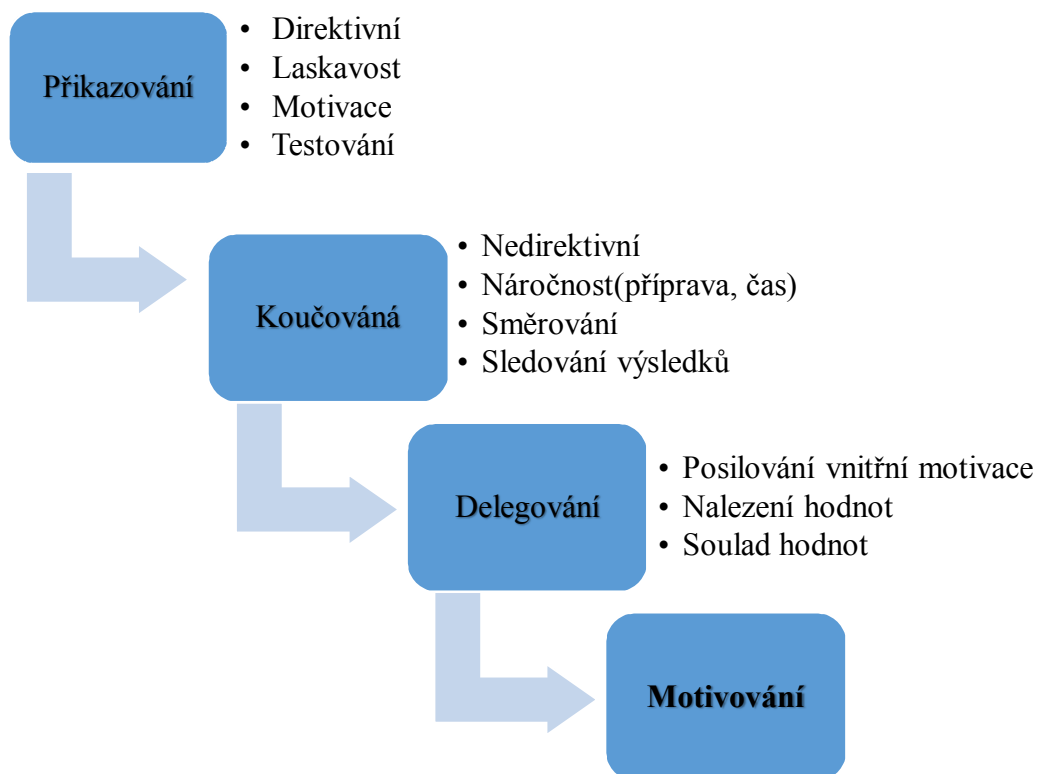 Přikazování
• Direktivní
• Laskavost
• Motivace
• Testování
Koučováná
• Nedirektivní
• Náročnost(příprava, čas)
• Směrování
• Sledování výsledků
Delegování
• Posilování vnitřní motivace
• Nalezení hodnot
• Soulad hodnot
Motivování